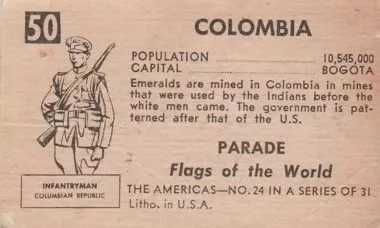 50
COLOMBIA
POPULATION 10,545,000
CAPITAL BOGOTA
Emeralds are mined in Colombia in mines
that were used by the Indians before the
white men came. The government is pat-
terned after that of the U.S.
PARADE
Flags of the World
THE AMERICAS—NO. 24 IN A SERIES OF 31
Litho. in U.S.A.
INFANTRYMAN
COLUMBIAN REPUBLIC